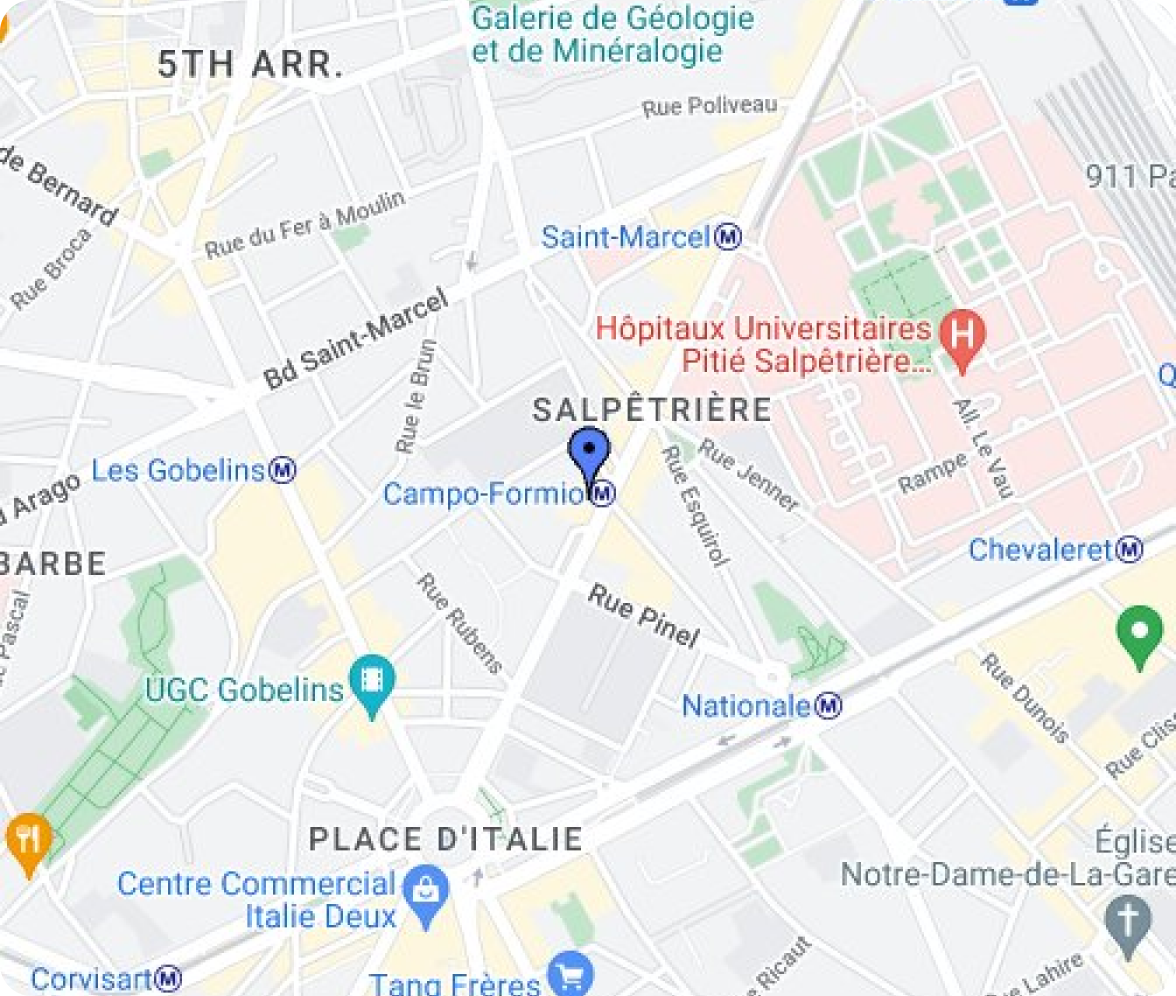 Galerie de Géologie
et de Minéralogie
5TH ARR.
Rue Poliveau
de Bernard
911 Pa
Rue du Fer à Moulin
Rue Broca
Saint-Marcel M
Bd Saint-Marcel
Hôpitaux Universitaires
Pitié Salpêtrière...
H
Q
Rue le Brun
SALPÊTRIÈRE
All. Le Vau
Rue Jenner
Rampe
Rue Esquirol
Les Gobelins M
Campo-Formio M
Arago
Chevaleret M
BARBE
Pascal
Rue Rubens
Rue Pinel
UGC Gobelins
Nationale M
Rue Dunois
Rue Clis
PLACE D'ITALIE
Église
Notre-Dame-de-La-Gare
Centre Commercial
Italie Deux
Corvisart M
Tang Frères
e Ricaut
e Lahire